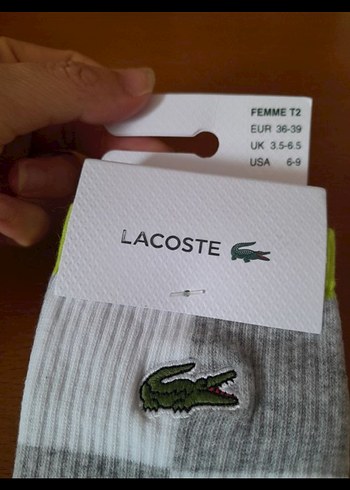 FEMME T2
EUR 36-39
UK 3.5-6.5
USA 6-9
LACOSTE